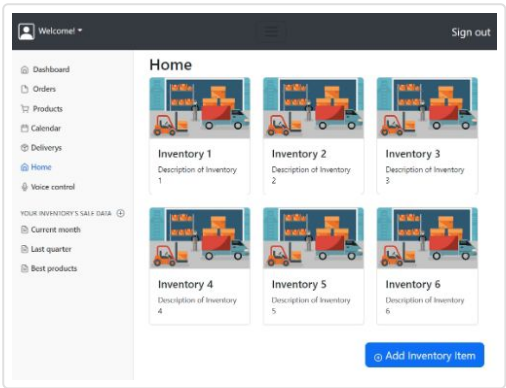 Welcome!
Sign out
Dashboard
Orders
Products
Calendar
Deliverys
Home
Voice control
YOUR INVENTORY'S SALE DATA
Current month
Last quarter
Best products
Home
Inventory 1
Description of Inventory
1
Inventory 2
Description of Inventory
2
Inventory 3
Description of Inventory
3
Inventory 4
Description of Inventory
4
Inventory 5
Description of Inventory
5
Inventory 6
Description of Inventory
6
Add Inventory Item